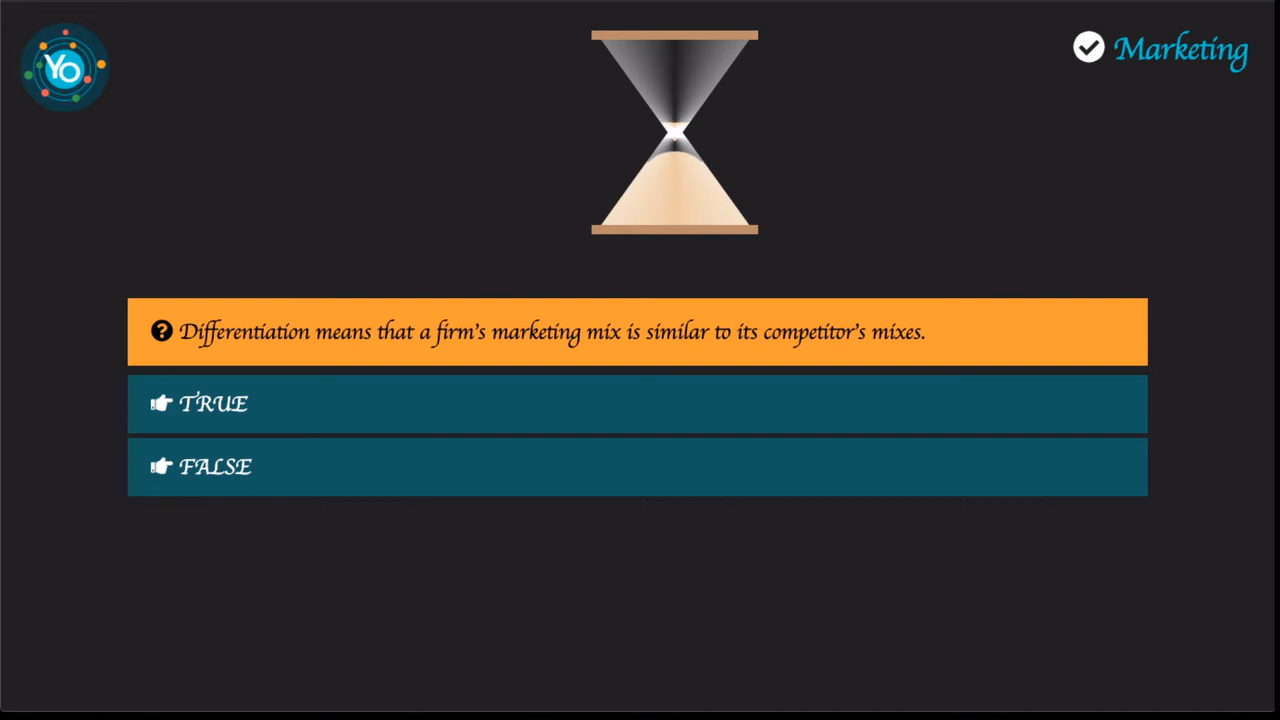 Yo
Marketing
Differentiation means that a firm's marketing mix is similar to its competitor's mixes.
TRUE
FALSE